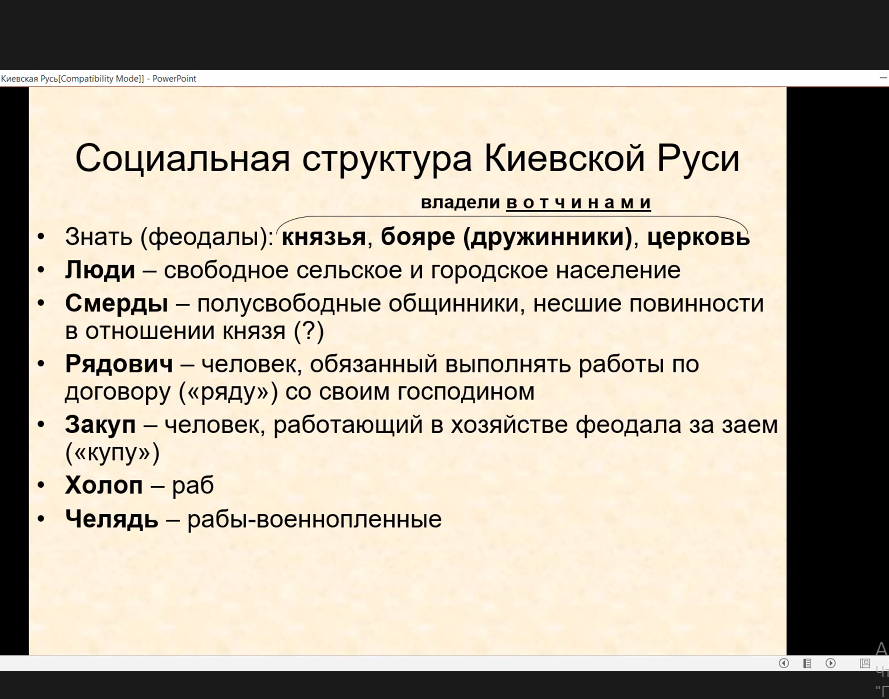 Киевская Русь[Compatibility Mode]] - PowerPoint
Социальная структура Киевской Руси
владели в о т ч и н а м и
• Знать (феодалы): князья, бояре (дружинники), церковь
• Люди – свободное сельское и городское население
• Смерды – полусвободные общинники, несшие повинности
в отношении князя (?)
• Рядович – человек, обязанный выполнять работы по
договору («ряду») со своим господином
• Закуп – человек, работающий в хозяйстве феодала за заем
(«купу»)
• Холоп – раб
• Челядь – рабы-военнопленные